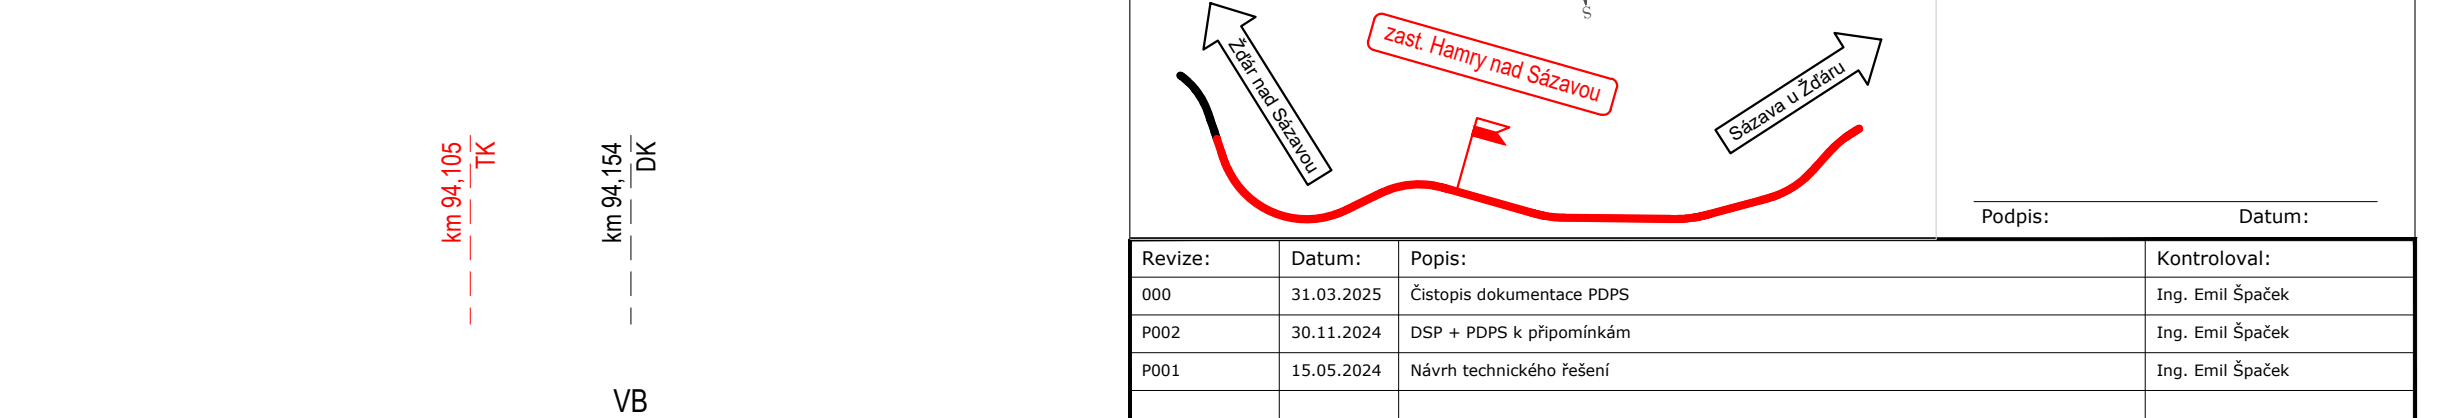 S
Žďár nad Sázavou
zast. Hamry nad Sázavou
Sázava u Žďáru
km 94,105
TK
km 94,154
DK
VB
Podpis: Datum:
Revize: Datum: Popis: Kontroloval:
000 31.03.2025 Čistopis dokumentace PDPS Ing. Emil Špaček
P002 30.11.2024 DSP + PDPS k připomínkám Ing. Emil Špaček
P001 15.05.2024 Návrh technického řešení Ing. Emil Špaček